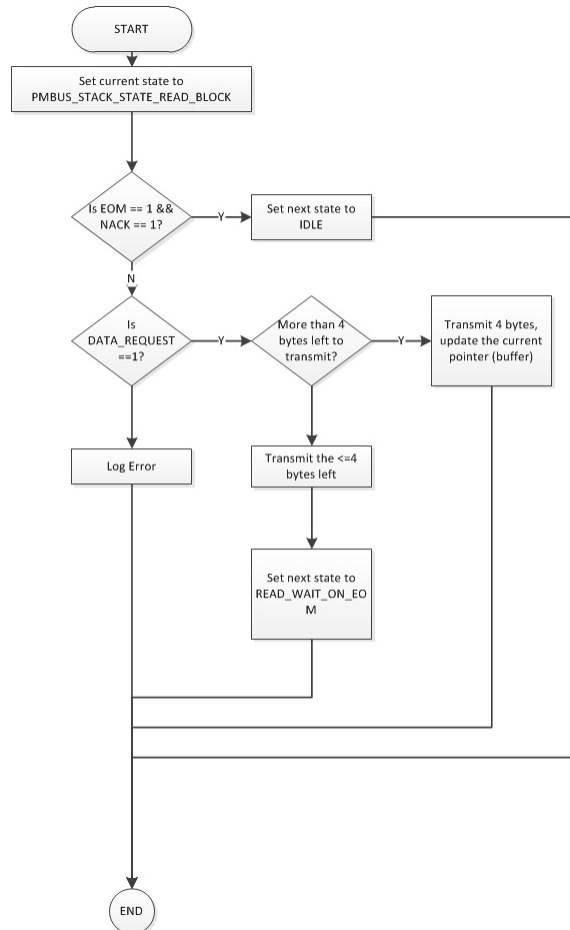 START
Set current state to
PMBUS_STACK_STATE_READ_BLOCK
Is EOM == 1 &&
NACK == 1?
Y
Set next state to
IDLE
N
Is
DATA_REQUEST
==1?
Y
More than 4
bytes left to
transmit?
Y
Transmit 4 bytes,
update the current
pointer (buffer)
Log Error
Transmit the <=4
bytes left
Set next state to
READ_WAIT_ON_EO
M
END